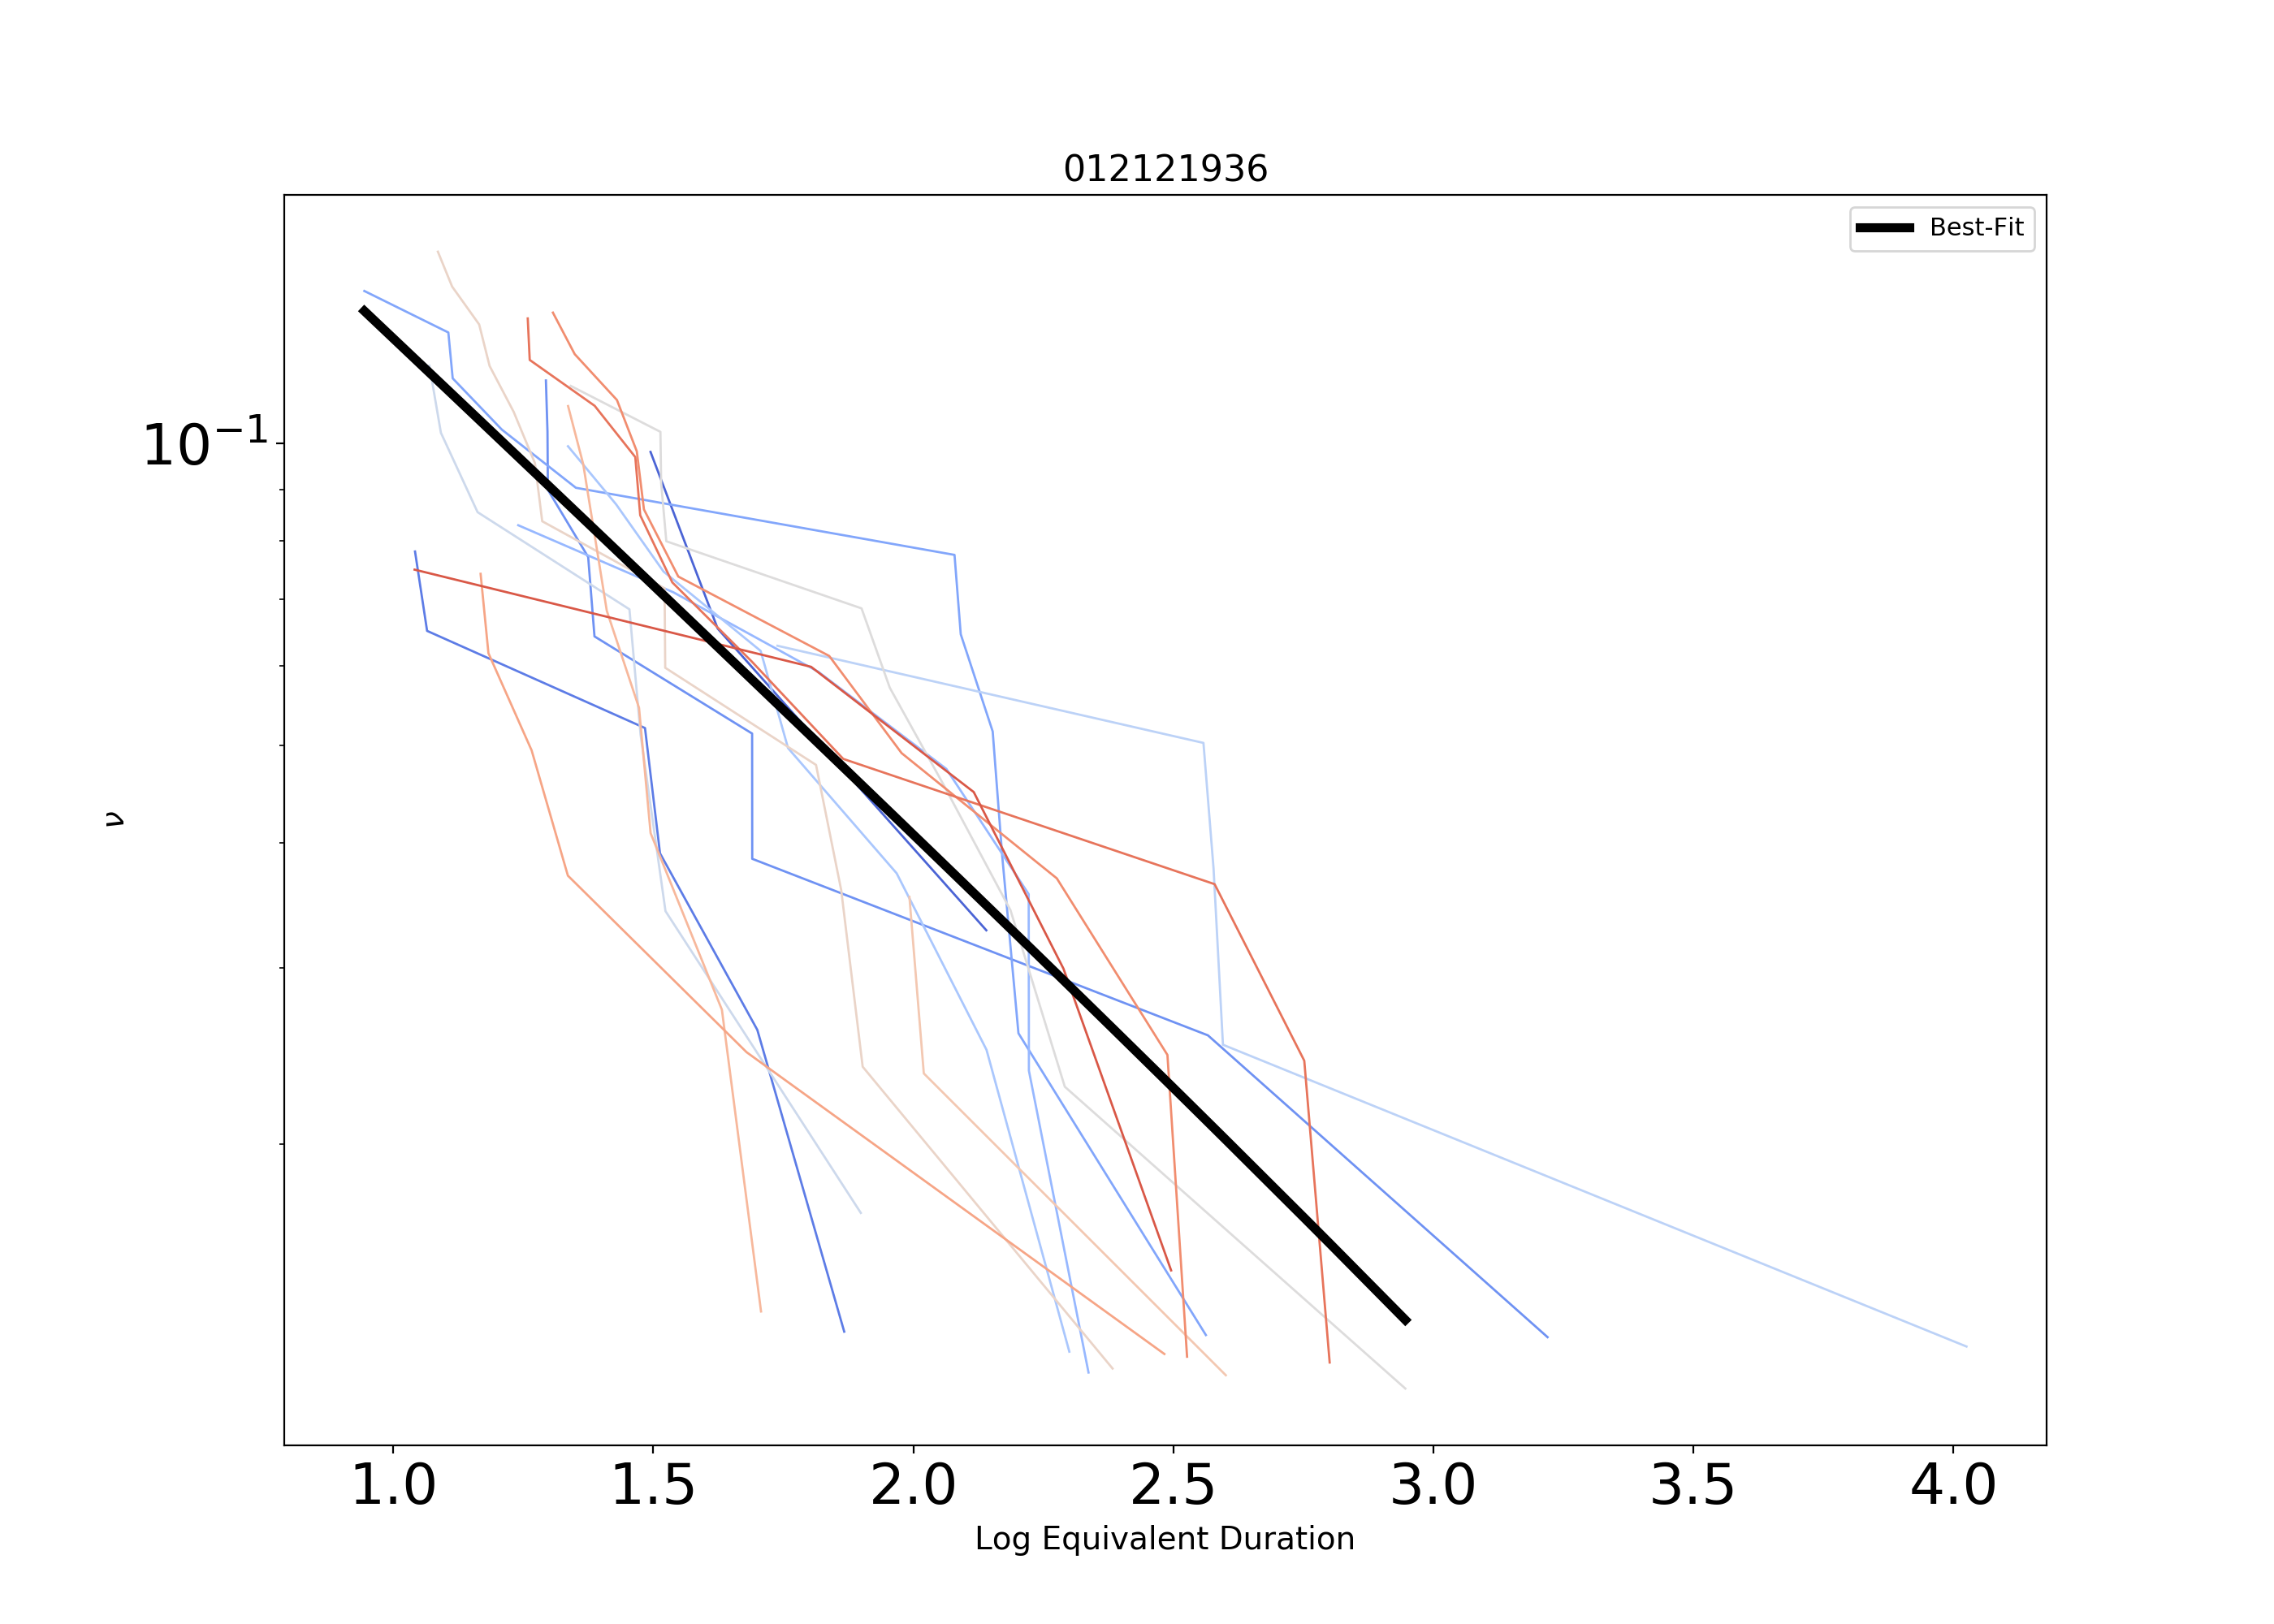 012121936
Best-Fit
10⁻¹
ν
1.0 1.5 2.0 2.5 3.0 3.5 4.0
Log Equivalent Duration